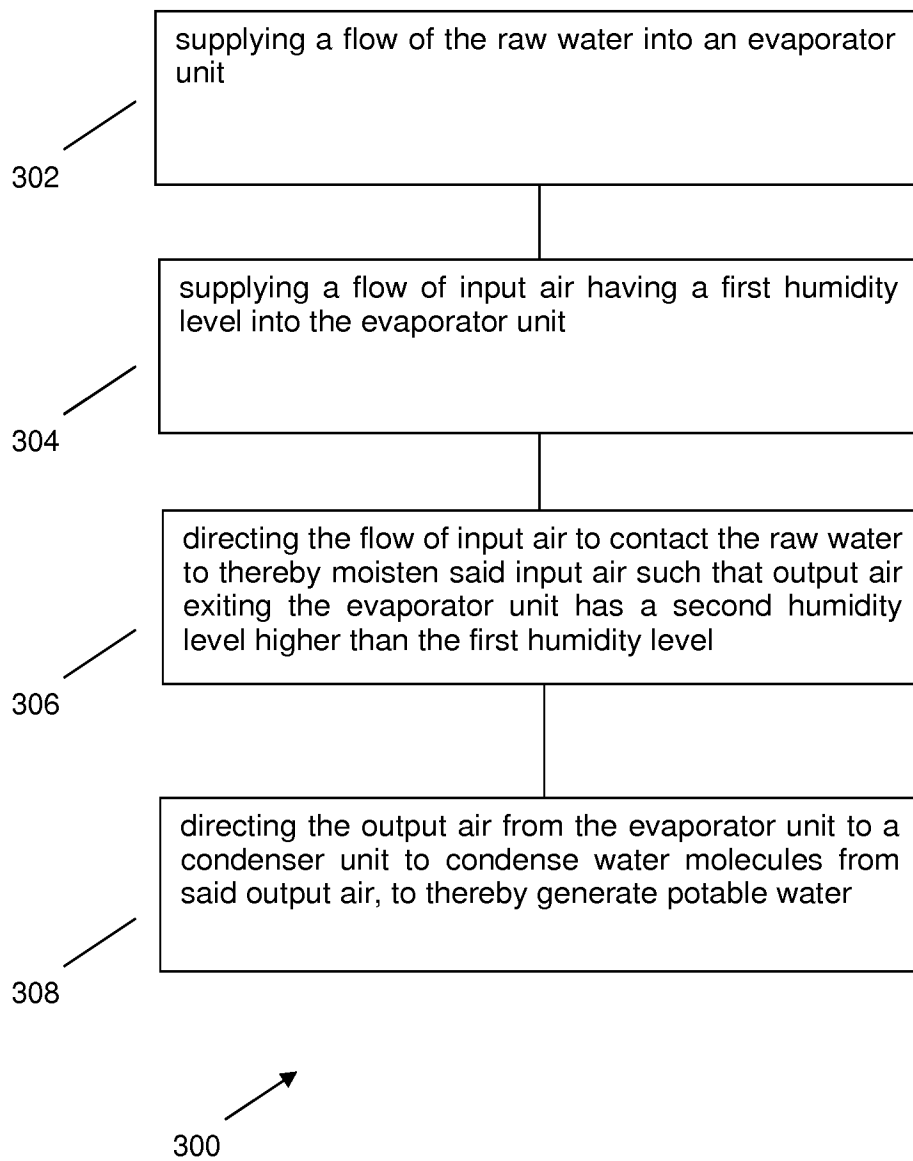 supplying a flow of the raw water into an evaporator
unit
302
supplying a flow of input air having a first humidity
level into the evaporator unit
304
directing the flow of input air to contact the raw water
to thereby moisten said input air such that output air
exiting the evaporator unit has a second humidity
level higher than the first humidity level
306
directing the output air from the evaporator unit to a
condenser unit to condense water molecules from
said output air, to thereby generate potable water
308
300